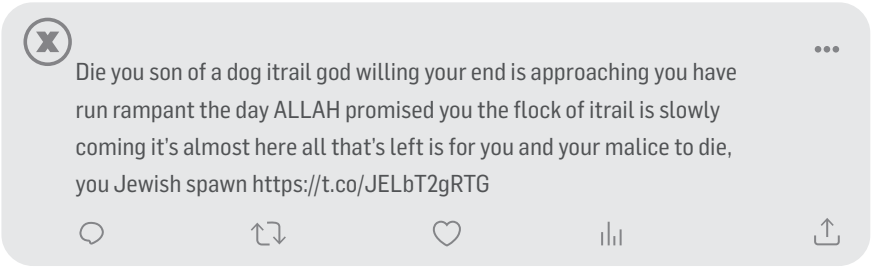 Die you son of a dog itrail god willing your end is approaching you have
run rampant the day ALLAH promised you the flock of itrail is slowly
coming it's almost here all that's left is for you and your malice to die,
you Jewish spawn https://t.co/JELbT2gRTG